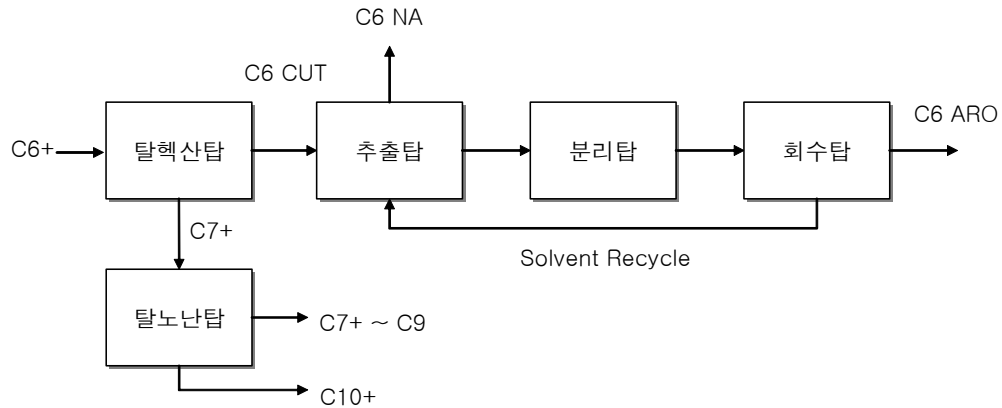 C6 NA
C6 CUT
C6+
탈헥산탑
추출탑
분리탑
회수탑
C6 ARO
C7+
Solvent Recycle
탈노난탑
C7+ ~ C9
C10+